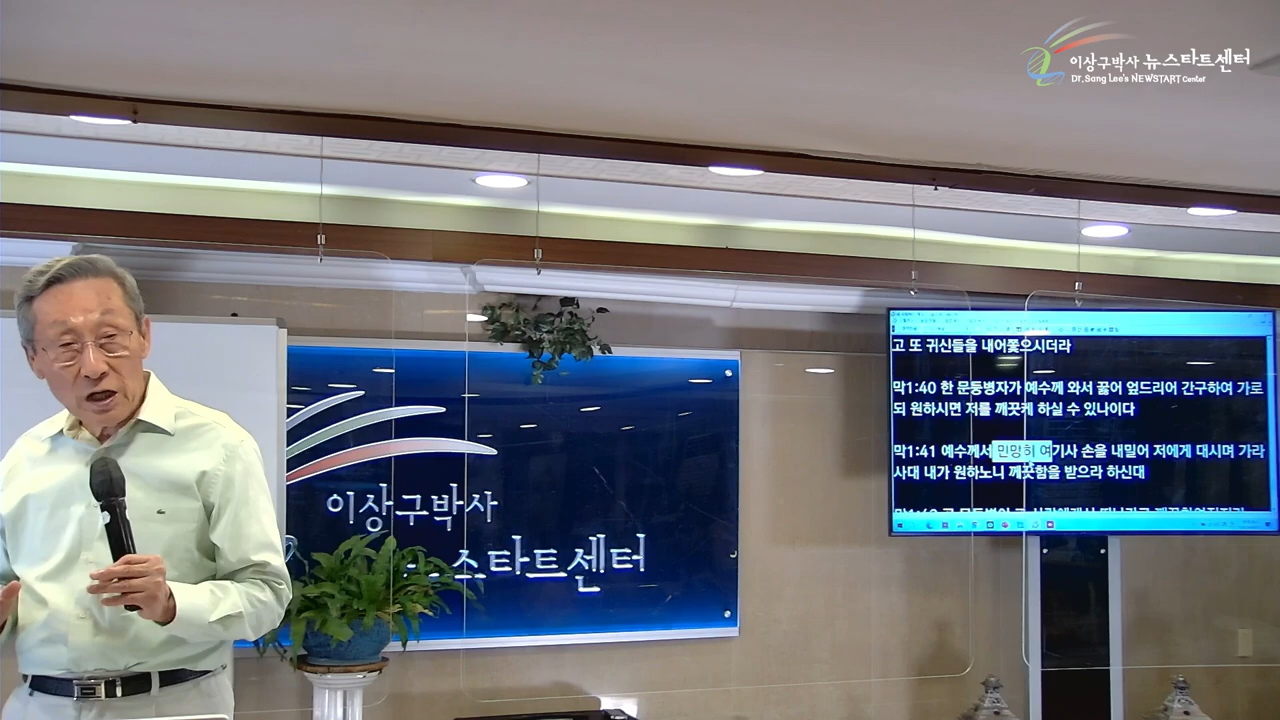 이상구박사 뉴스타트센터
Dr. Sang Lee's NEWSTART Center
고 또 귀신들을 내어쫓으시더라
막1:40 한 문둥병자가 예수께 와서 꿇어 엎드리어 간구하여 가로
되 원하시면 저를 깨끗케 하실 수 있나이다
막1:41 예수께서 민망히 여기사 손을 내밀어 저에게 대시며 가라
사대 내가 원하노니 깨끗함을 받으라 하신대
이상구박사
스타트센터